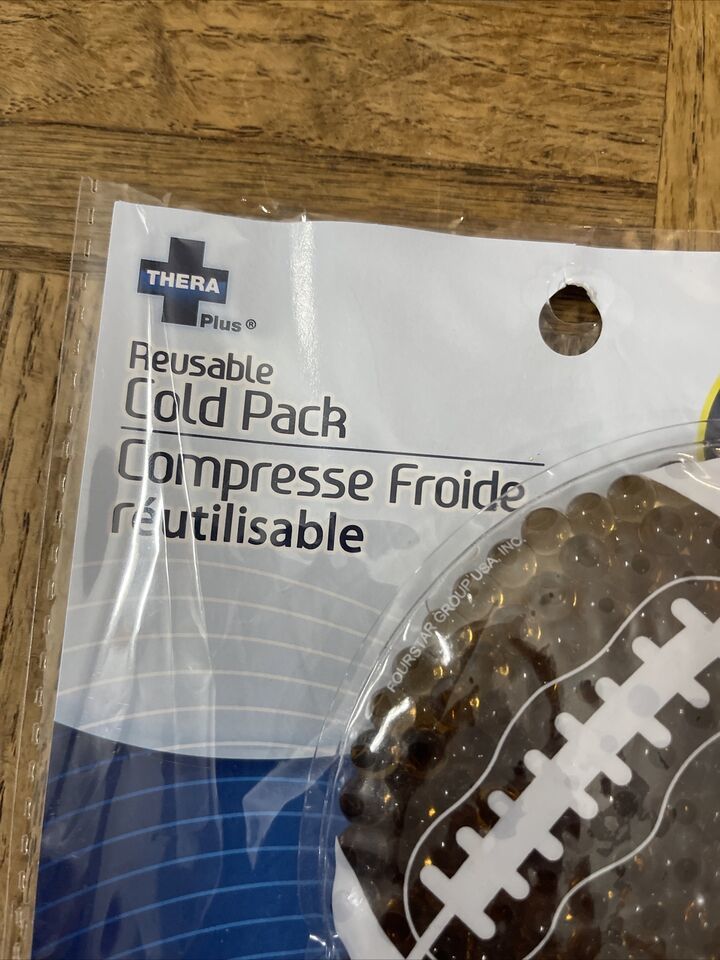 THERA
Plus®
Reusable
Cold Pack
Compresse Froide
réutilisable
FOURSTAR GROUP USA, INC.